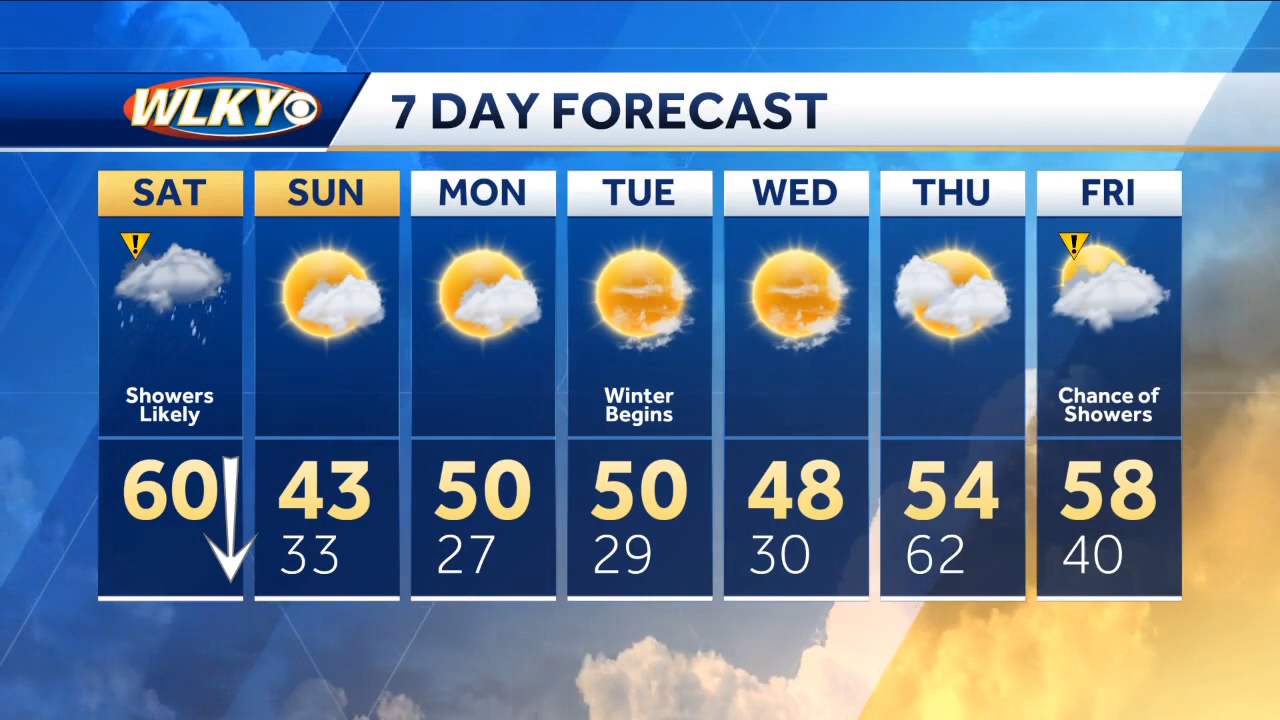 WLKY
7 DAY FORECAST
SAT
SUN
MON
TUE
WED
THU
FRI
!
!
Showers
Likely
Winter
Begins
Chance of
Showers
60
43
50
50
48
54
58
33
27
29
30
62
40